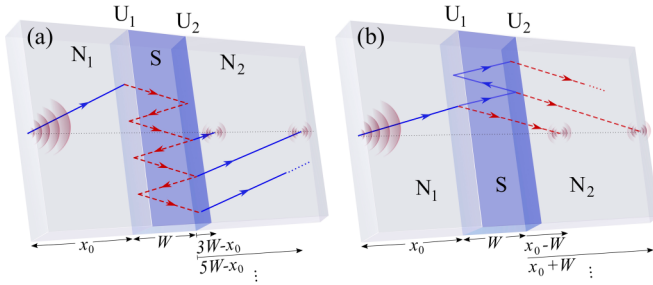 (a)
U₁
U₂
N₁
S
N₂
x₀
W
3W-x₀
5W-x₀
⋮
(b)
U₁
U₂
N₁
S
N₂
x₀
W
x₀-W
x₀+W
⋮